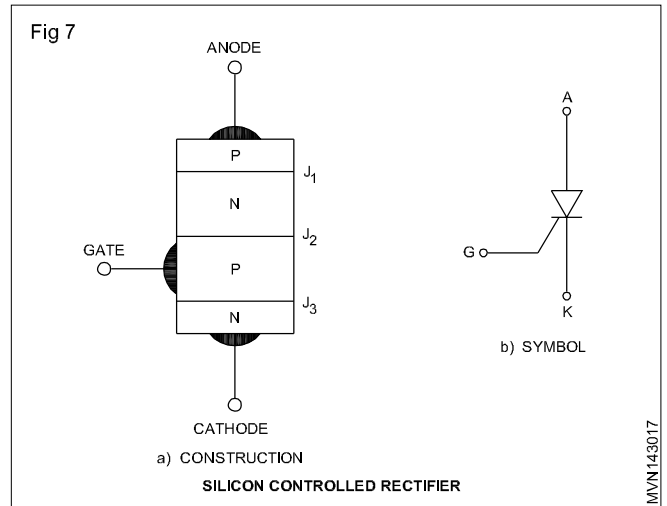 Fig 7
ANODE
P
J1
N
J2
GATE
P
J3
N
CATHODE
a) CONSTRUCTION
A
G
K
b) SYMBOL
SILICON CONTROLLED RECTIFIER
MVN143017